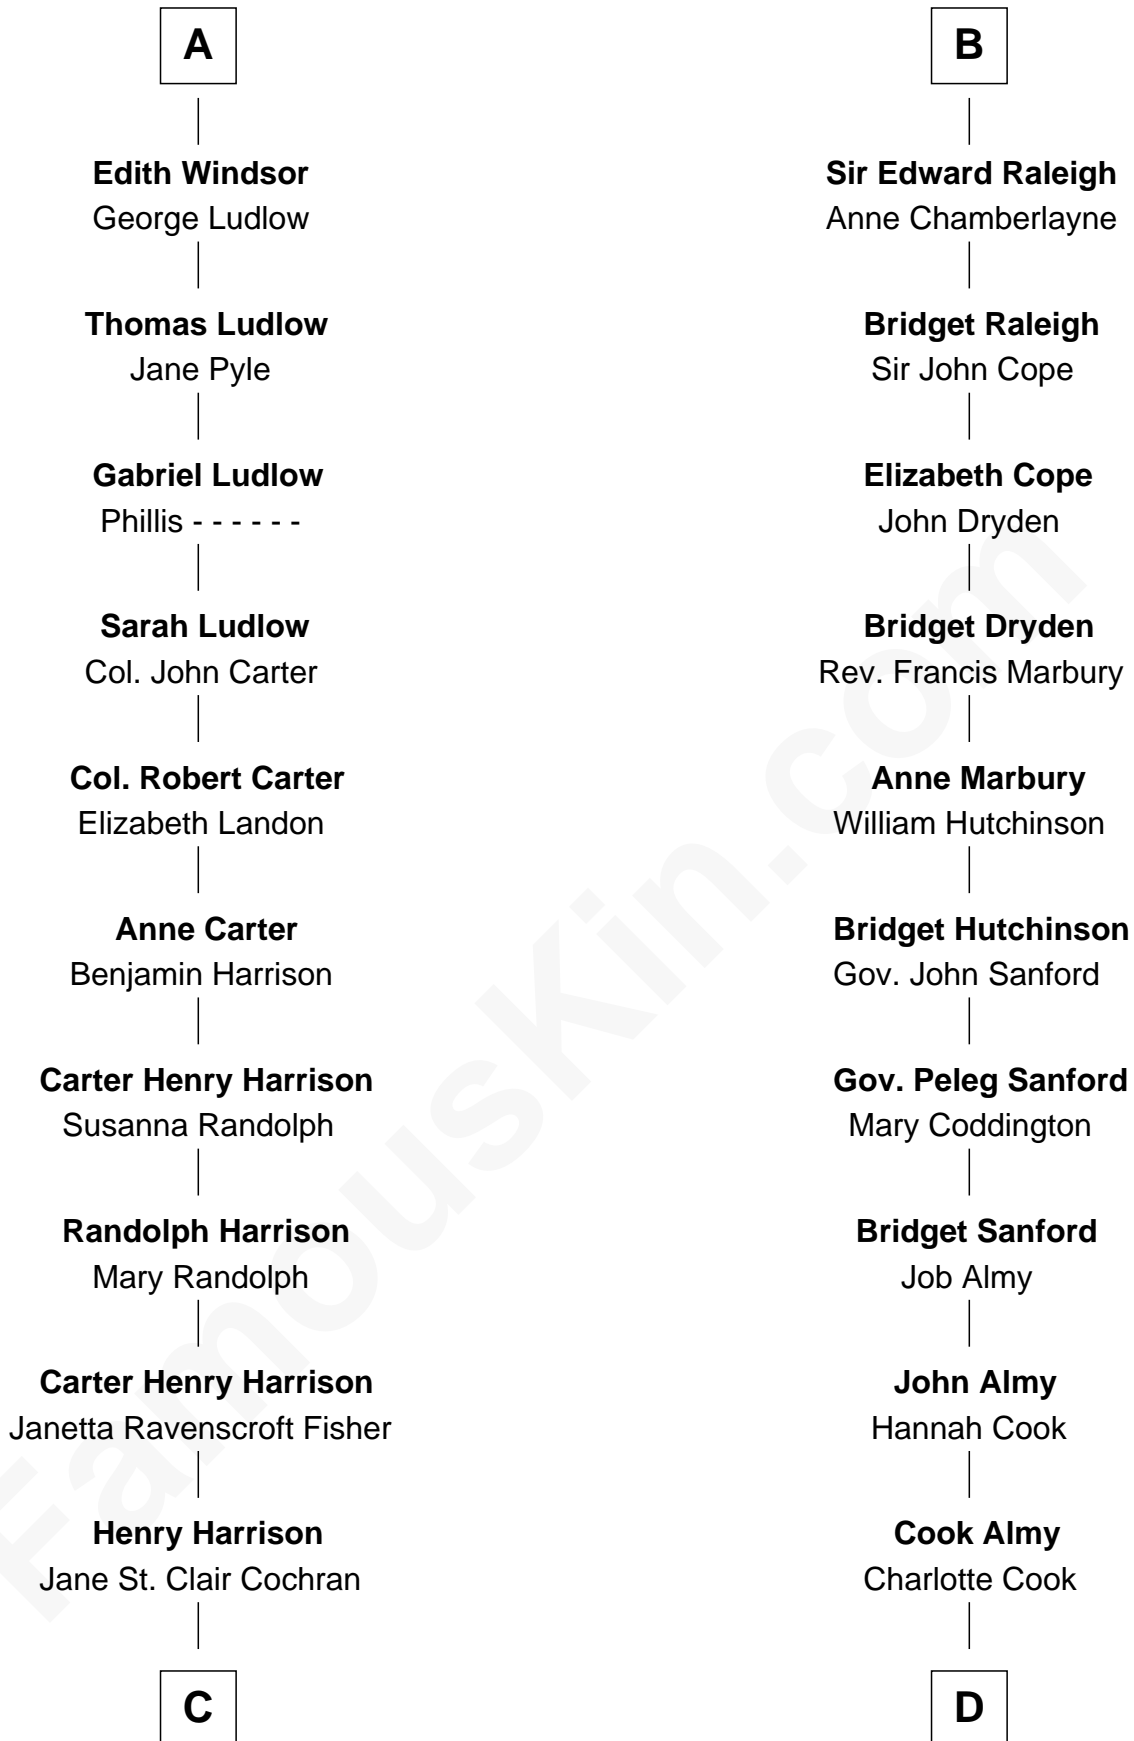 A
Edith Windsor
George Ludlow
Thomas Ludlow
Jane Pyle
Gabriel Ludlow
Phillis - - - - - -
Sarah Ludlow
Col. John Carter
Col. Robert Carter
Elizabeth Landon
Anne Carter
Benjamin Harrison
Carter Henry Harrison
Susanna Randolph
Randolph Harrison
Mary Randolph
Carter Henry Harrison
Janetta Ravenscroft Fisher
Henry Harrison
Jane St. Clair Cochran
C
B
Sir Edward Raleigh
Anne Chamberlayne
Bridget Raleigh
Sir John Cope
Elizabeth Cope
John Dryden
Bridget Dryden
Rev. Francis Marbury
Anne Marbury
William Hutchinson
Bridget Hutchinson
Gov. John Sanford
Gov. Peleg Sanford
Mary Coddington
Bridget Sanford
Job Almy
John Almy
Hannah Cook
Cook Almy
Charlotte Cook
D
FamousKin.com